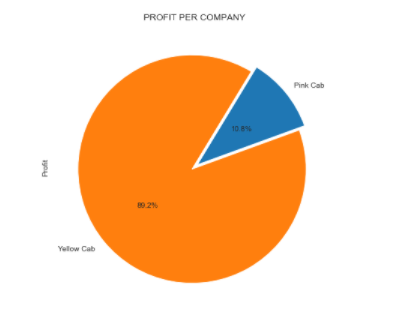 PROFIT PER COMPANY
Pink Cab
10.8%
Profit
89.2%
Yellow Cab